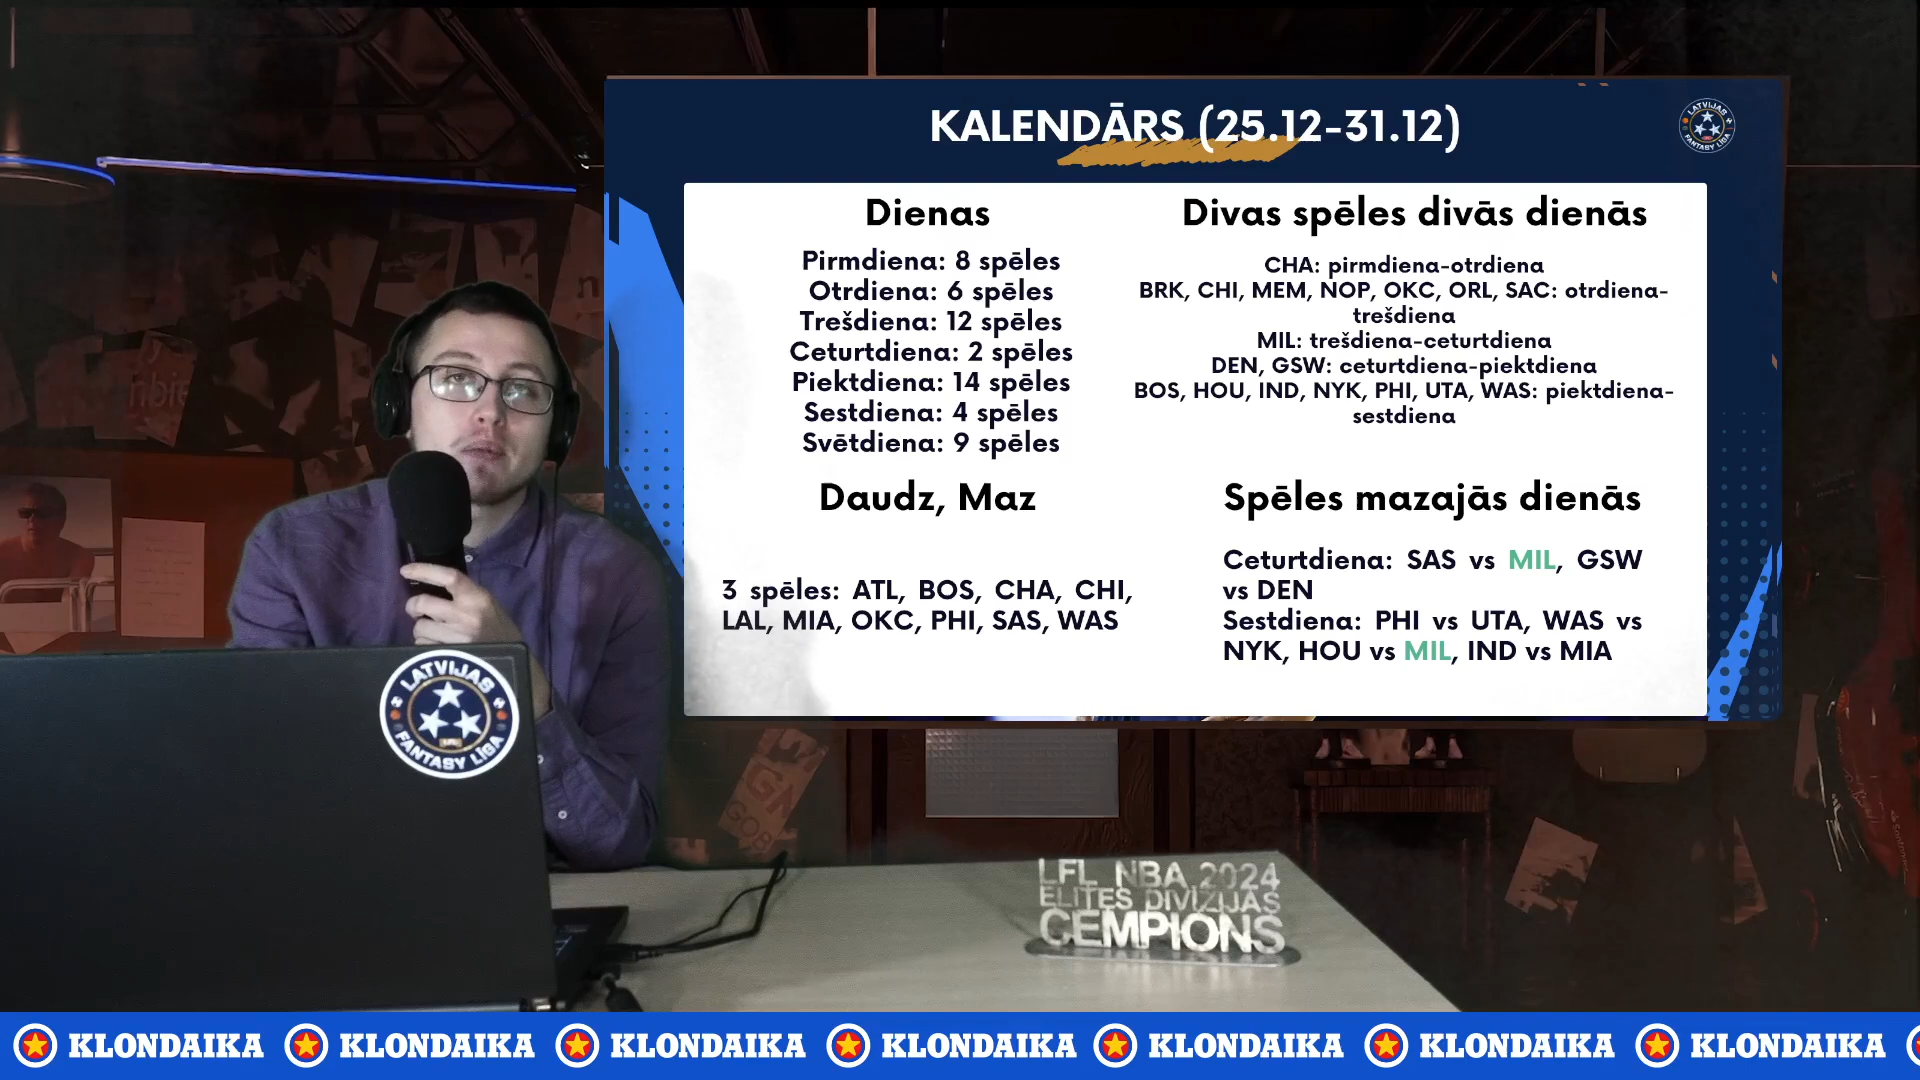 KALENDĀRS (25.12-31.12)
LATVIJAS
FANTASY LĪGA
Dienas
Pirmdiena: 8 spēles
Otrdiena: 6 spēles
Trešdiena: 12 spēles
Ceturtdiena: 2 spēles
Piektdiena: 14 spēles
Sestdiena: 4 spēles
Svētdiena: 9 spēles
Divas spēles divās dienās
CHA: pirmdiena-otrdiena
BRK, CHI, MEM, NOP, OKC, ORL, SAC: otrdiena-
trešdiena
MIL: trešdiena-ceturtdiena
DEN, GSW: ceturtdiena-piektdiena
BOS, HOU, IND, NYK, PHI, UTA, WAS: piektdiena-
sestdiena
Daudz, Maz
3 spēles: ATL, BOS, CHA, CHI,
LAL, MIA, OKC, PHI, SAS, WAS
Spēles mazajās dienās
Ceturtdiena: SAS vs MIL, GSW
vs DEN
Sestdiena: PHI vs UTA, WAS vs
NYK, HOU vs MIL, IND vs MIA
LATVIJAS
FANTASY LĪGA
LFL NBA 2024
ELITES DIVĪZIJAS
ČEMPIONS
KLONDAIKA KLONDAIKA KLONDAIKA KLONDAIKA KLONDAIKA KLONDAIKA KLONDAIKA